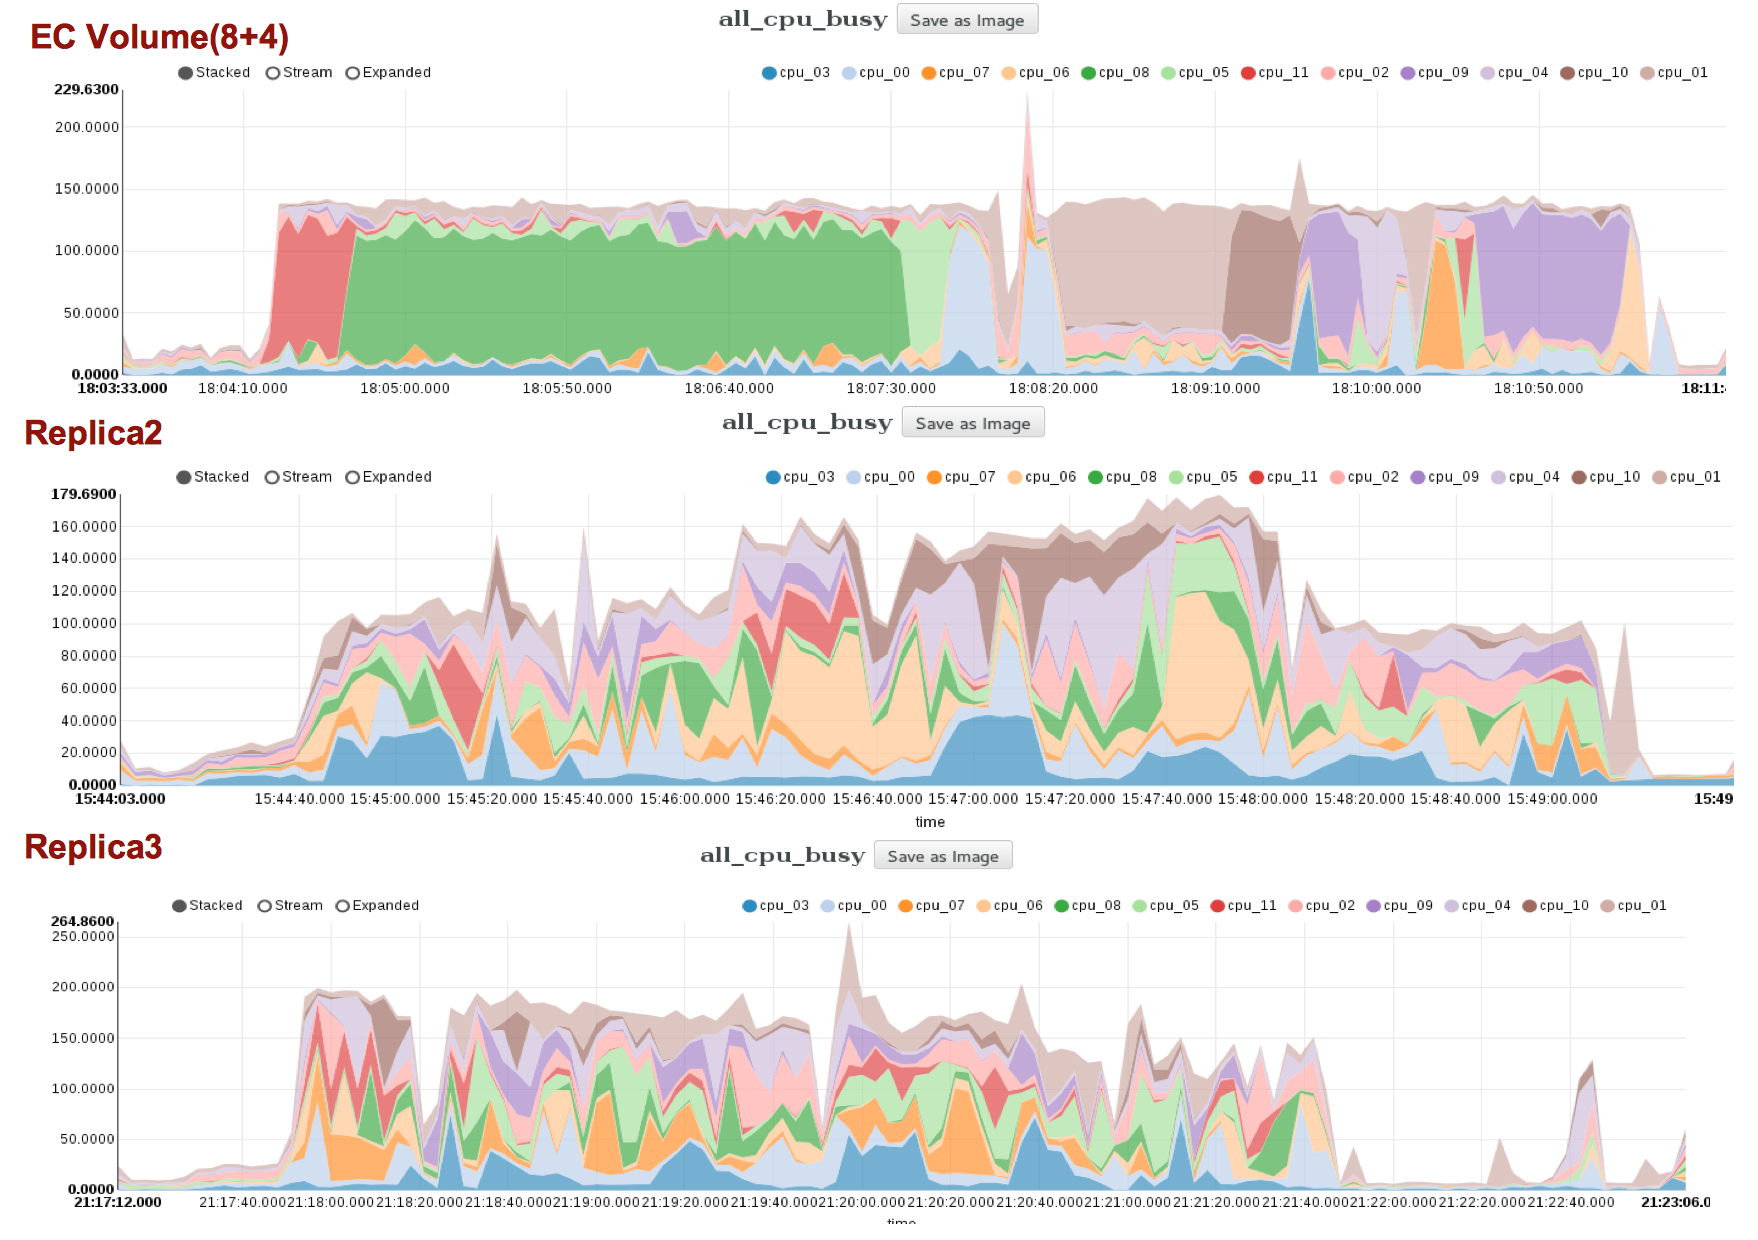 all_cpu_busy Save as Image
EC Volume(8+4)
Stacked Stream Expanded cpu_03 cpu_00 cpu_07 cpu_06 cpu_08 cpu_05 cpu_11 cpu_02 cpu_09 cpu_04 cpu_10 cpu_01
229.6300
200.0000
150.0000
100.0000
50.0000
0.0000
18:03:33.000 18:04:10.000 18:05:00.000 18:05:50.000 18:06:40.000 18:07:30.000 18:08:20.000 18:09:10.000 18:10:00.000 18:10:50.000 18:11:
all_cpu_busy Save as Image
Replica2
Stacked Stream Expanded cpu_03 cpu_00 cpu_07 cpu_06 cpu_08 cpu_05 cpu_11 cpu_02 cpu_09 cpu_04 cpu_10 cpu_01
179.6900
160.0000
140.0000
120.0000
100.0000
80.0000
60.0000
40.0000
20.0000
0.0000
15:44:03.000 15:44:40.000 15:45:00.000 15:45:20.000 15:45:40.000 15:46:00.000 15:46:20.000 15:46:40.000 15:47:00.000 15:47:20.000 15:47:40.000 15:48:00.000 15:48:20.000 15:48:40.000 15:49:00.000 15:49
time
Replica3
all_cpu_busy Save as Image
Stacked Stream Expanded cpu_03 cpu_00 cpu_07 cpu_06 cpu_08 cpu_05 cpu_11 cpu_02 cpu_09 cpu_04 cpu_10 cpu_01
264.8600
250.0000
200.0000
150.0000
100.0000
50.0000
0.0000
21:17:12.000 21:17:40.000 21:18:00.000 21:18:20.000 21:18:40.000 21:19:00.000 21:19:20.000 21:19:40.000 21:20:00.000 21:20:20.000 21:20:40.000 21:21:00.000 21:21:20.000 21:21:40.000 21:22:00.000 21:22:20.000 21:22:40.000 21:23:06.0
time